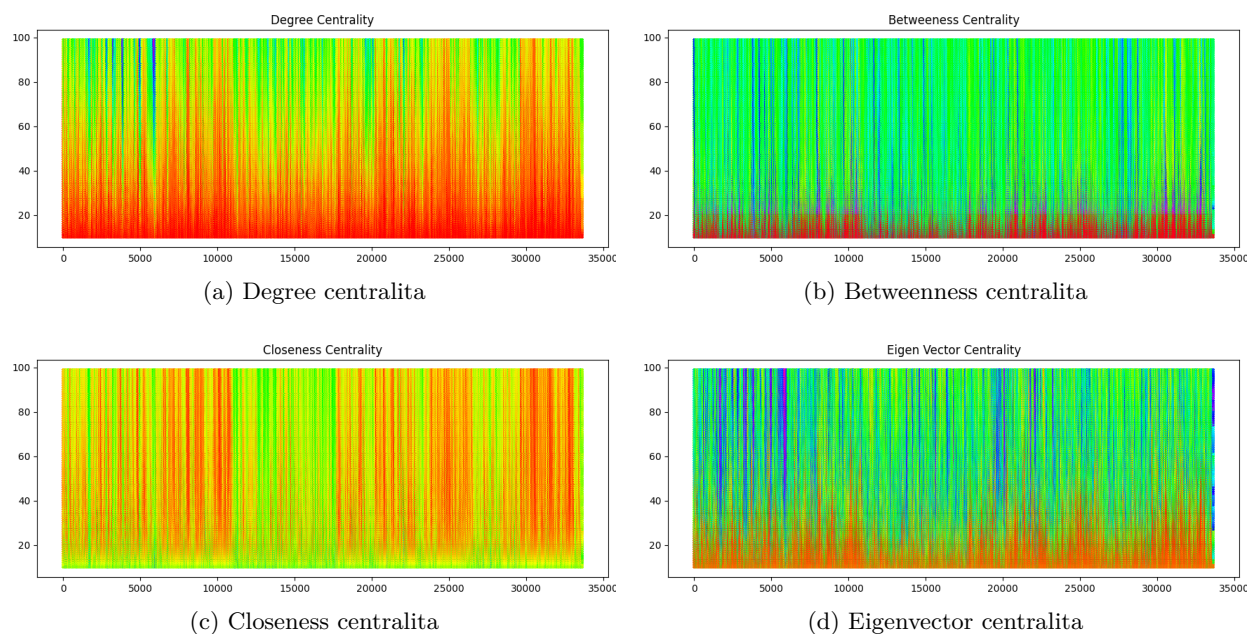 Degree Centrality
100
80
60
40
20
0 5000 10000 15000 20000 25000 30000 35000
(a) Degree centralita
Betweeness Centrality
100
80
60
40
20
0 5000 10000 15000 20000 25000 30000 35000
(b) Betweenness centralita
Closeness Centrality
100
80
60
40
20
0 5000 10000 15000 20000 25000 30000 35000
(c) Closeness centralita
Eigen Vector Centrality
100
80
60
40
20
0 5000 10000 15000 20000 25000 30000 35000
(d) Eigenvector centralita